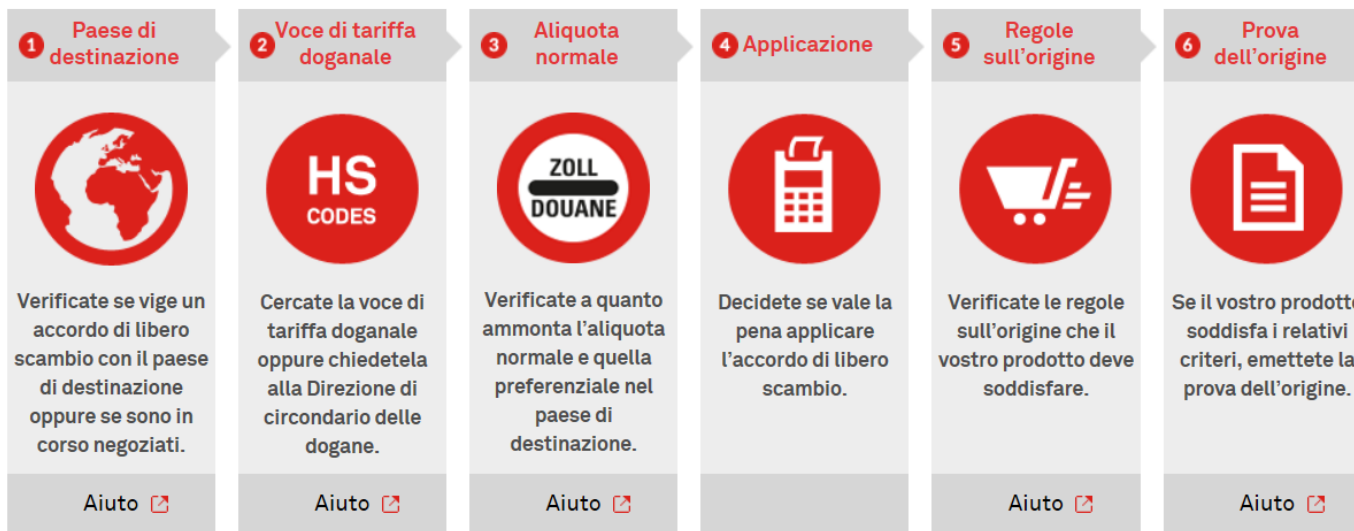 1 Paese di
destinazione
Verificate se vige un
accordo di libero
scambio con il paese
di destinazione
oppure se sono in
corso negoziati.
Aiuto
2 Voce di tariffa
doganale
HS
CODES
Cercate la voce di
tariffa doganale
oppure chiedetela
alla Direzione di
circondario delle
dogane.
Aiuto
3 Aliquota
normale
ZOLL
DOUANE
Verificate a quanto
ammonta l'aliquota
normale e quella
preferenziale nel
paese di
destinazione.
Aiuto
4 Applicazione
Decidete se vale la
pena applicare
l'accordo di libero
scambio.
5 Regole
sull'origine
Verificate le regole
sull'origine che il
vostro prodotto deve
soddisfare.
Aiuto
6 Prova
dell'origine
Se il vostro prodotto
soddisfa i relativi
criteri, emettete la
prova dell'origine.
Aiuto